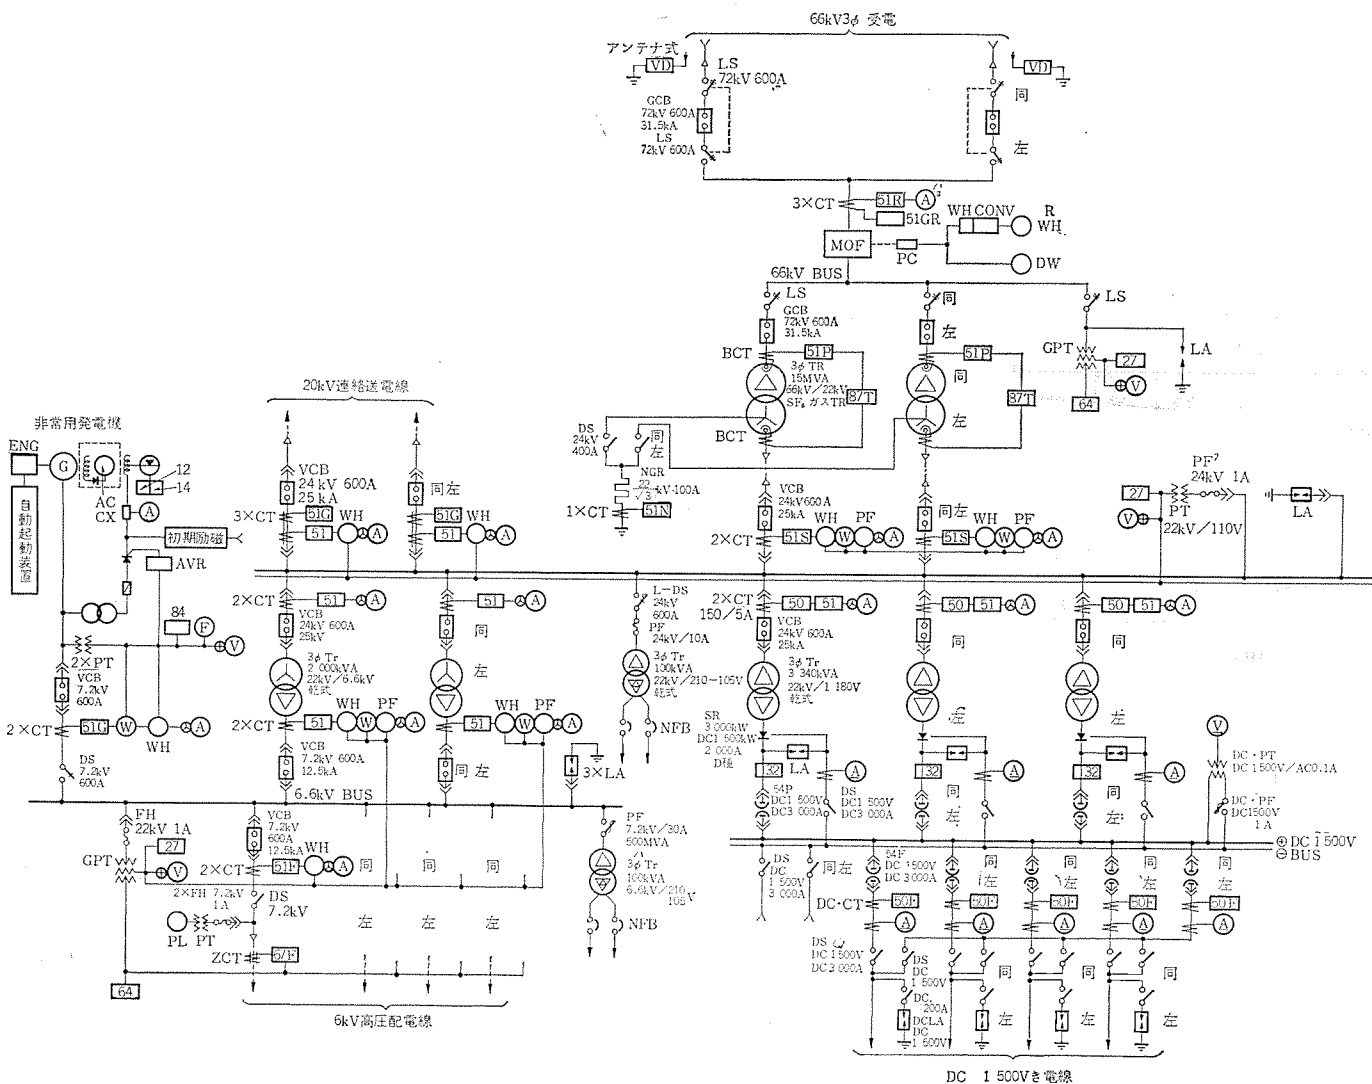 66kV3φ 受電
アンテナ式
VD
LS
72kV 600A
GCB
72kV 600A
31.5kA
LS
72kV 600A
VD
同
左
3×CT
51R
A
51GR
MOF
PC
WH CONV
R
WH
DW
66kV BUS
LS
GCB
72kV 600A
31.5kA
BCT
51P
3φ TR
15MVA
66kV/22kV
SF₆ ガスTR
87T
BCT
同
左
51P
同
左
87T
LS
GPT
27
V
64
LA
DS
24kV
400A
同
左
NGR
22
√3
kV-100A
1×CT
51N
VCB
24kV600A
25kA
2×CT
51S
WH
W
PF
A
同左
51S
WH
W
PF
A
27
V
PF
24kV 1A
PT
22kV/110V
LA
20kV連絡送電線
VCB
24kV 600A
25kA
3×CT
51G
51
WH
A
同左
51G
51
WH
A
非常用発電機
ENG
G
自動起動装置
AC
CX
12
14
A
初期励磁
AVR
84
F
V
2×PT
VCB
7.2kV
600A
2×CT
51G
W
WH
A
DS
7.2kV
600A
2×CT
51
A
VCB
24kV 600A
25kV
3φ Tr
2 000kVA
22kV/6.6kV
乾式
2×CT
51
WH
W
PF
A
VCB
7.2kV 600A
12.5kA
51
A
同
左
51
WH
W
PF
A
同左
3×LA
L-DS
24kV
600A
PF
24kV/10A
3φ Tr
100kVA
22kV/210-105V
乾式
NFB
2×CT
150/5A
50
51
A
VCB
24kV 600A
25kA
3φ Tr
3 340kVA
22kV/1 180V
乾式
SR
3 000kW
DC1 500kW
2 000A
D種
LA
32
A
54P
DC1 500V
DC3 000A
DS
DC1 500V
DC3 000A
50
51
A
同
左
32
A
同
左
50
51
A
同
左
32
A
同
左
V
DC・PT
DC 1500V/AC0.1A
DC・PF
DC1500V
1A
⊕DC 1500V
⊖BUS
6.6kV BUS
FH
22kV 1A
GPT
27
V
64
VCB
7.2kV
600A
12.5kA
2×CT
51F
WH
A
2×FH 7.2kV
1A
DS
7.2kV
PL
PT
ZCT
67F
同
左
同
左
同
左
6kV高圧配電線
PF
7.2kV/30A
500MVA
3φ Tr
100kVA
6.6kV/210
105V
NFB
DS
DC
1 500V
3 000A
同左
54F
DC 1500V
DC 3 000A
DC・CT
50F
A
同
左
50F
A
同
左
50F
A
同
左
50F
A
同
左
50F
A
DS
DC 1500V
DC3 000A
DS
DC
1 500V
DC
200A
DCLA
DC
1 500V
同
左
同
左
同
左
DC 1 500Vき電線